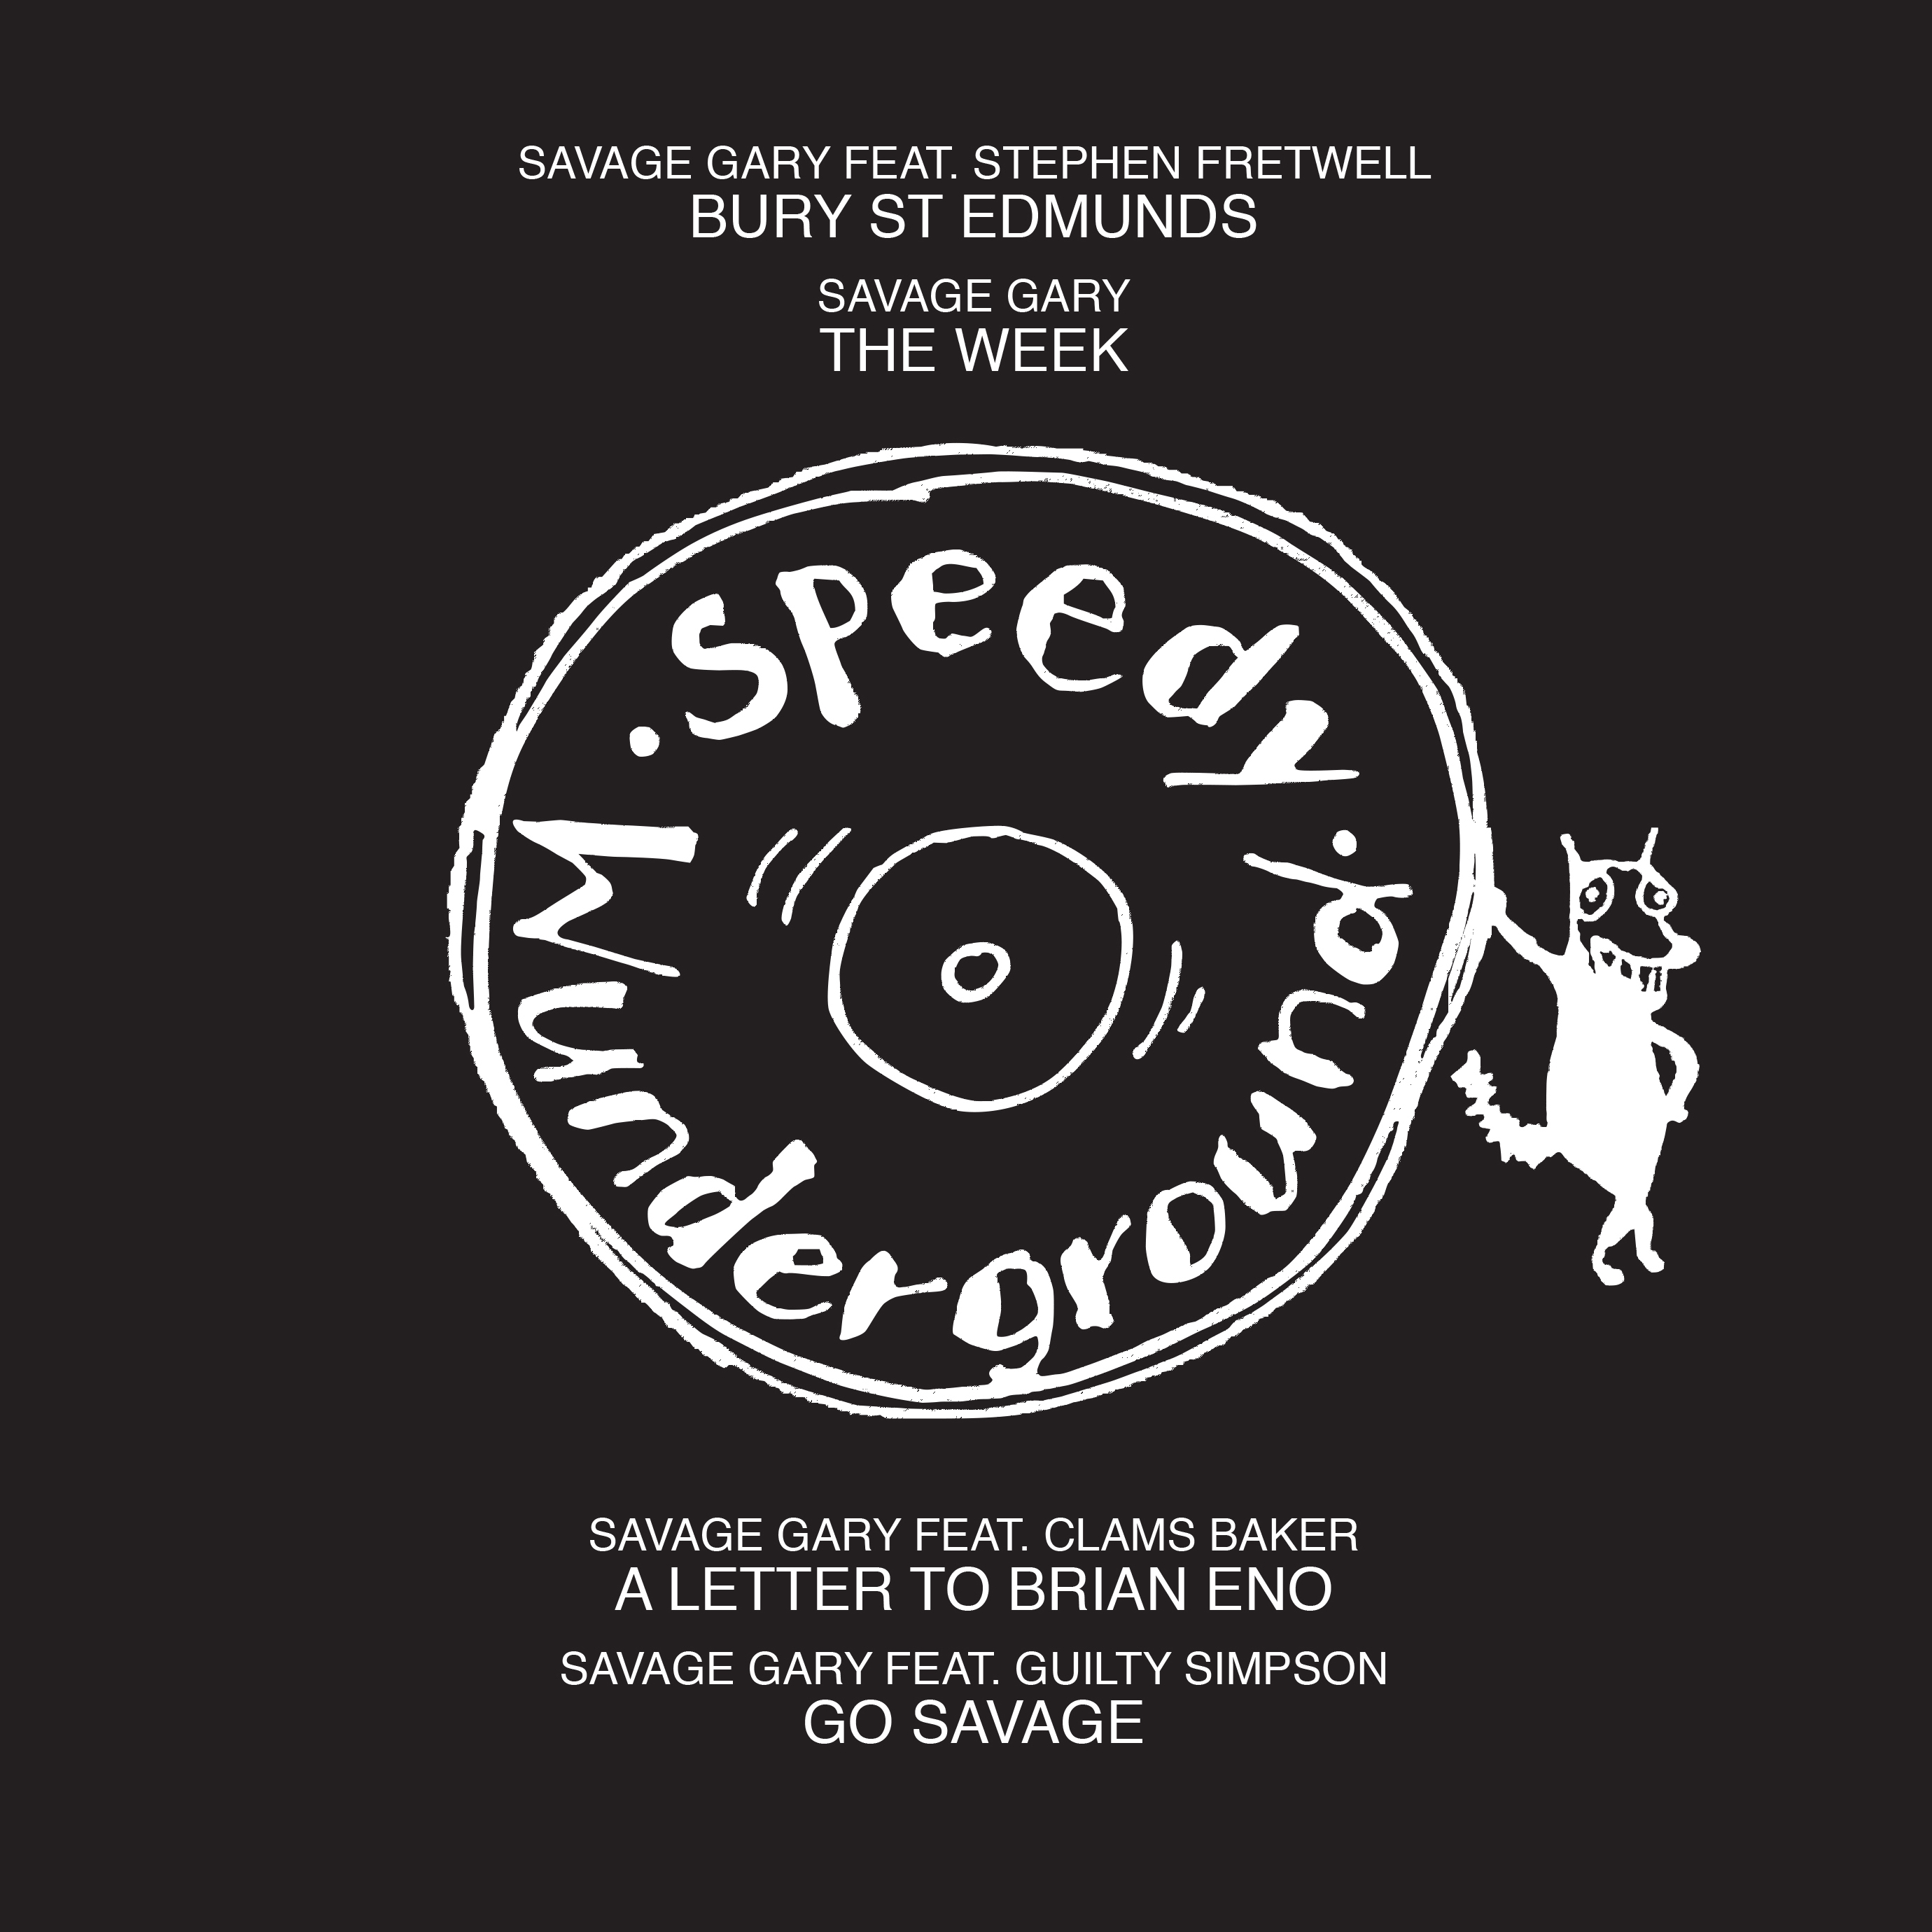 SAVAGE GARY FEAT. STEPHEN FRETWELL
BURY ST EDMUNDS
SAVAGE GARY
THE WEEK
.Speedy
Wunderground.
SAVAGE GARY FEAT. CLAMS BAKER
A LETTER TO BRIAN ENO
SAVAGE GARY FEAT. GUILTY SIMPSON
GO SAVAGE